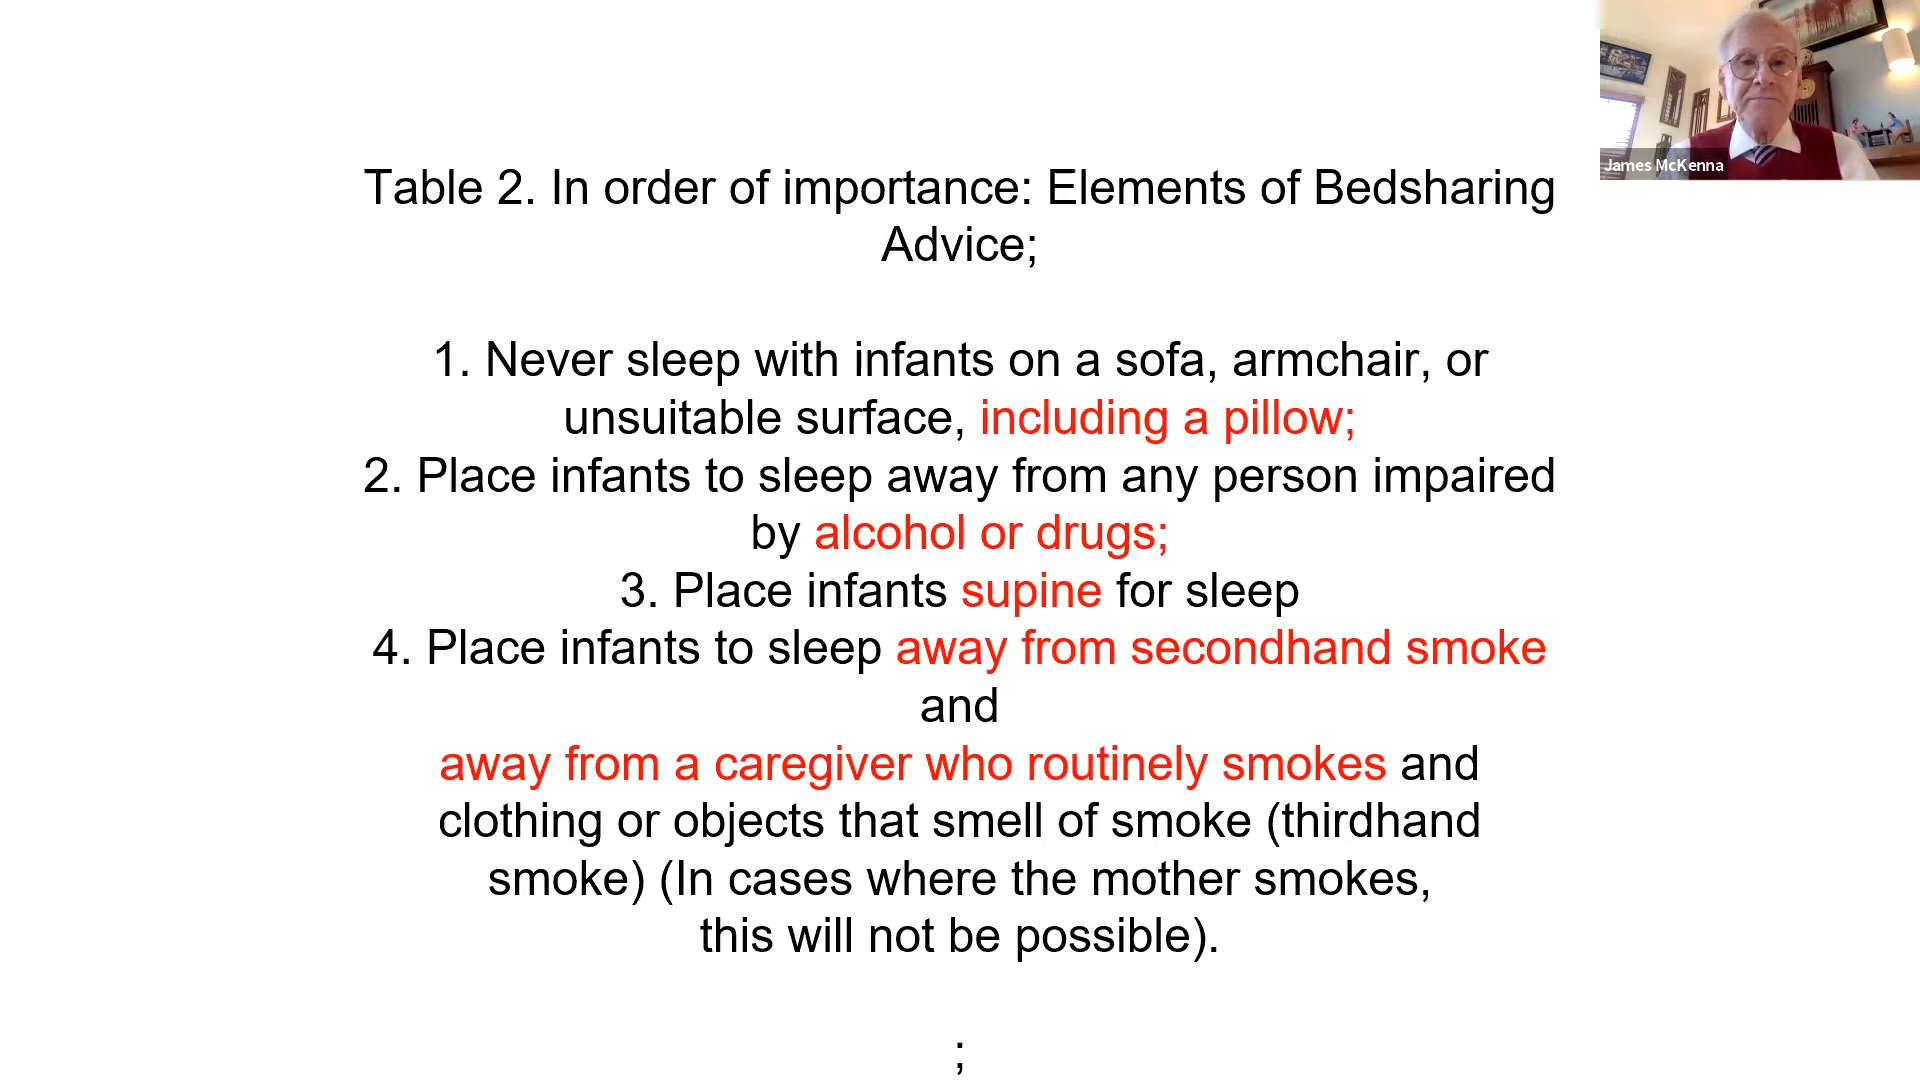 James McKenna
Table 2. In order of importance: Elements of Bedsharing
Advice;
1. Never sleep with infants on a sofa, armchair, or
unsuitable surface, including a pillow;
2. Place infants to sleep away from any person impaired
by alcohol or drugs;
3. Place infants supine for sleep
4. Place infants to sleep away from secondhand smoke
and
away from a caregiver who routinely smokes and
clothing or objects that smell of smoke (thirdhand
smoke) (In cases where the mother smokes,
this will not be possible).
;